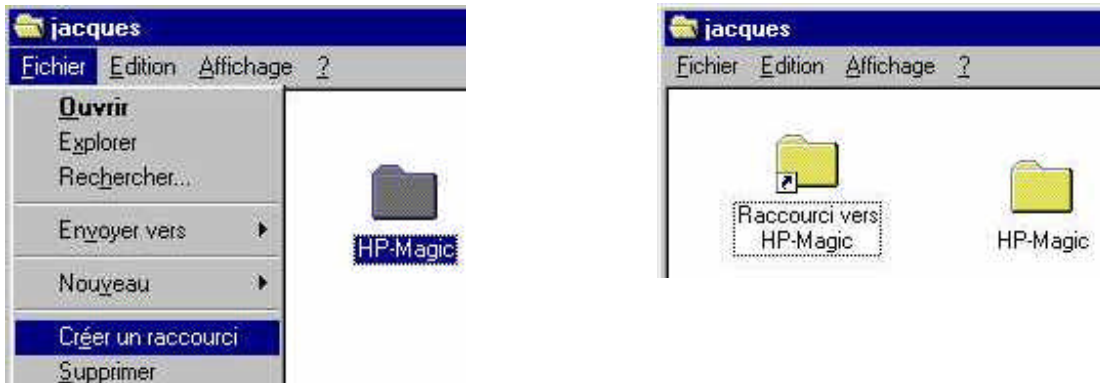 jacques
Fichier Edition Affichage ?
Ouvrir
Explorer
Rechercher...
Envoyer vers
Nouveau
Créer un raccourci
Supprimer
HP-Magic
jacques
Fichier Edition Affichage ?
Raccourci vers
HP-Magic
HP-Magic